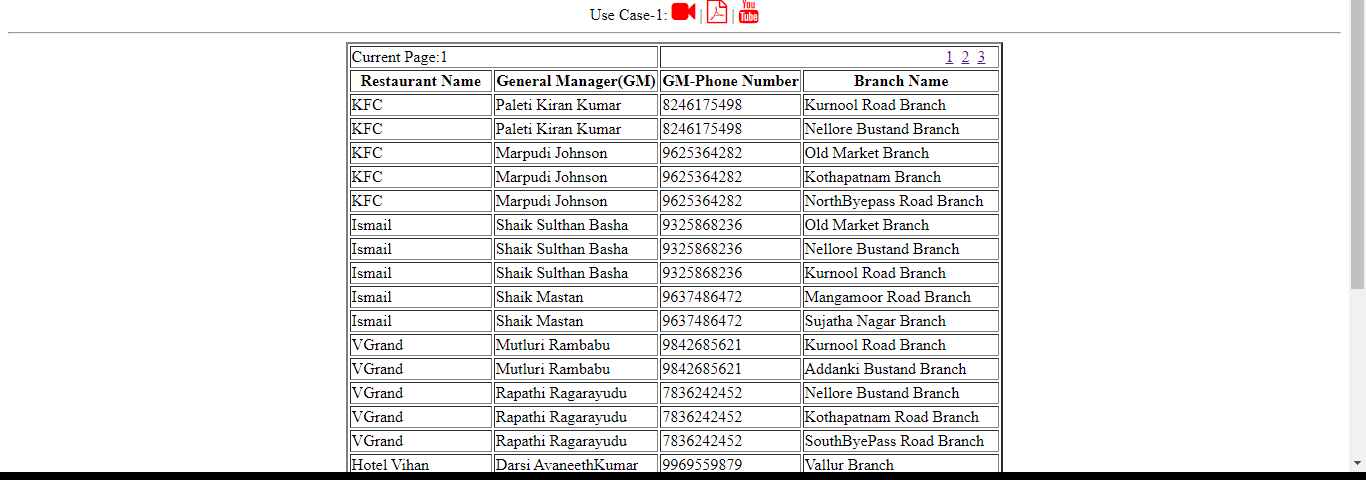 Use Case-1: | | You Tube
Current Page:1 1 2 3
Restaurant Name General Manager(GM) GM-Phone Number Branch Name
KFC Paleti Kiran Kumar 8246175498 Kurnool Road Branch
KFC Paleti Kiran Kumar 8246175498 Nellore Bustand Branch
KFC Marpudi Johnson 9625364282 Old Market Branch
KFC Marpudi Johnson 9625364282 Kothapatnam Branch
KFC Marpudi Johnson 9625364282 NorthByepass Road Branch
Ismail Shaik Sulthan Basha 9325868236 Old Market Branch
Ismail Shaik Sulthan Basha 9325868236 Nellore Bustand Branch
Ismail Shaik Sulthan Basha 9325868236 Kurnool Road Branch
Ismail Shaik Mastan 9637486472 Mangamoor Road Branch
Ismail Shaik Mastan 9637486472 Sujatha Nagar Branch
VGrand Mutluri Rambabu 9842685621 Kurnool Road Branch
VGrand Mutluri Rambabu 9842685621 Addanki Bustand Branch
VGrand Rapathi Ragarayudu 7836242452 Nellore Bustand Branch
VGrand Rapathi Ragarayudu 7836242452 Kothapatnam Road Branch
VGrand Rapathi Ragarayudu 7836242452 SouthByePass Road Branch
Hotel Vihan Darsi AvaneethKumar 9969559879 Vallur Branch